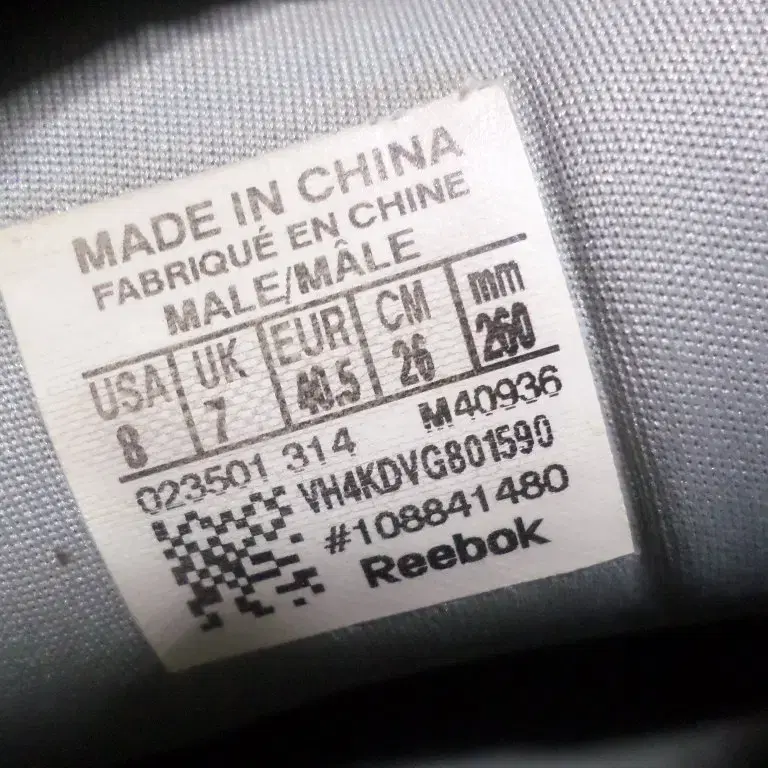 MADE IN CHINA
FABRIQUÉ EN CHINE
MALE/MÂLE
USA UK EUR CM mm
8 7 40.5 26 260
023501 314 M40936
VH4KDVG801590
#108841480
Reebok